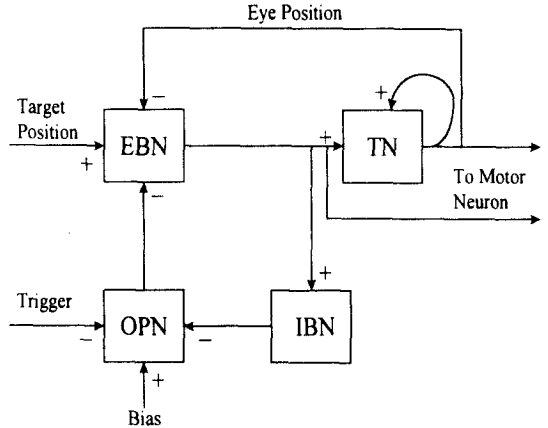 Eye Position
Target
Position
+
−
EBN
+
+
TN
To Motor
Neuron
−
+
Trigger
−
OPN
−
IBN
+
Bias